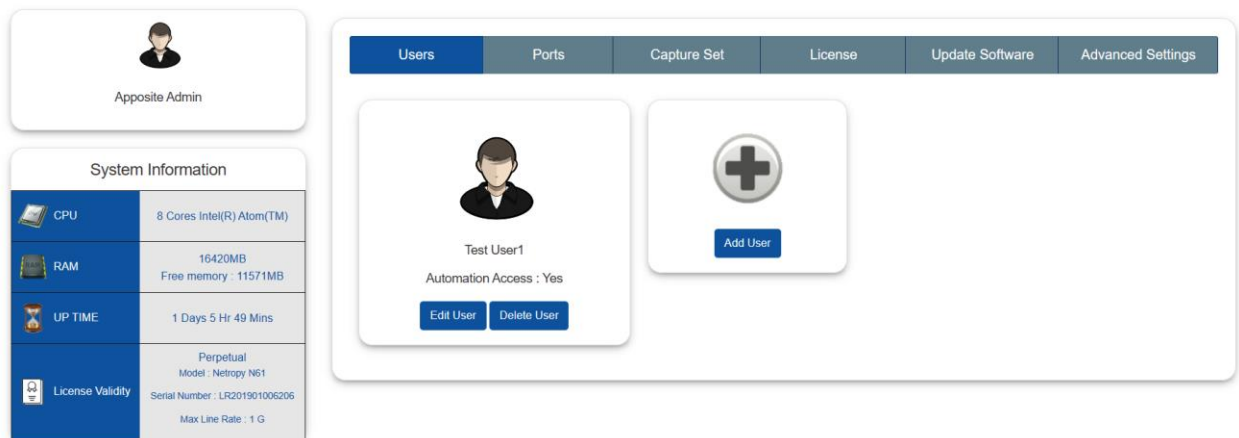 Apposite Admin
System Information
CPU
8 Cores Intel(R) Atom(TM)
RAM
16420MB
Free memory : 11571MB
UP TIME
1 Days 5 Hr 49 Mins
License Validity
Perpetual
Model : Netropy N61
Serial Number : LR201901006206
Max Line Rate : 1 G
Users
Ports
Capture Set
License
Update Software
Advanced Settings
Test User1
Automation Access : Yes
Edit User
Delete User
Add User